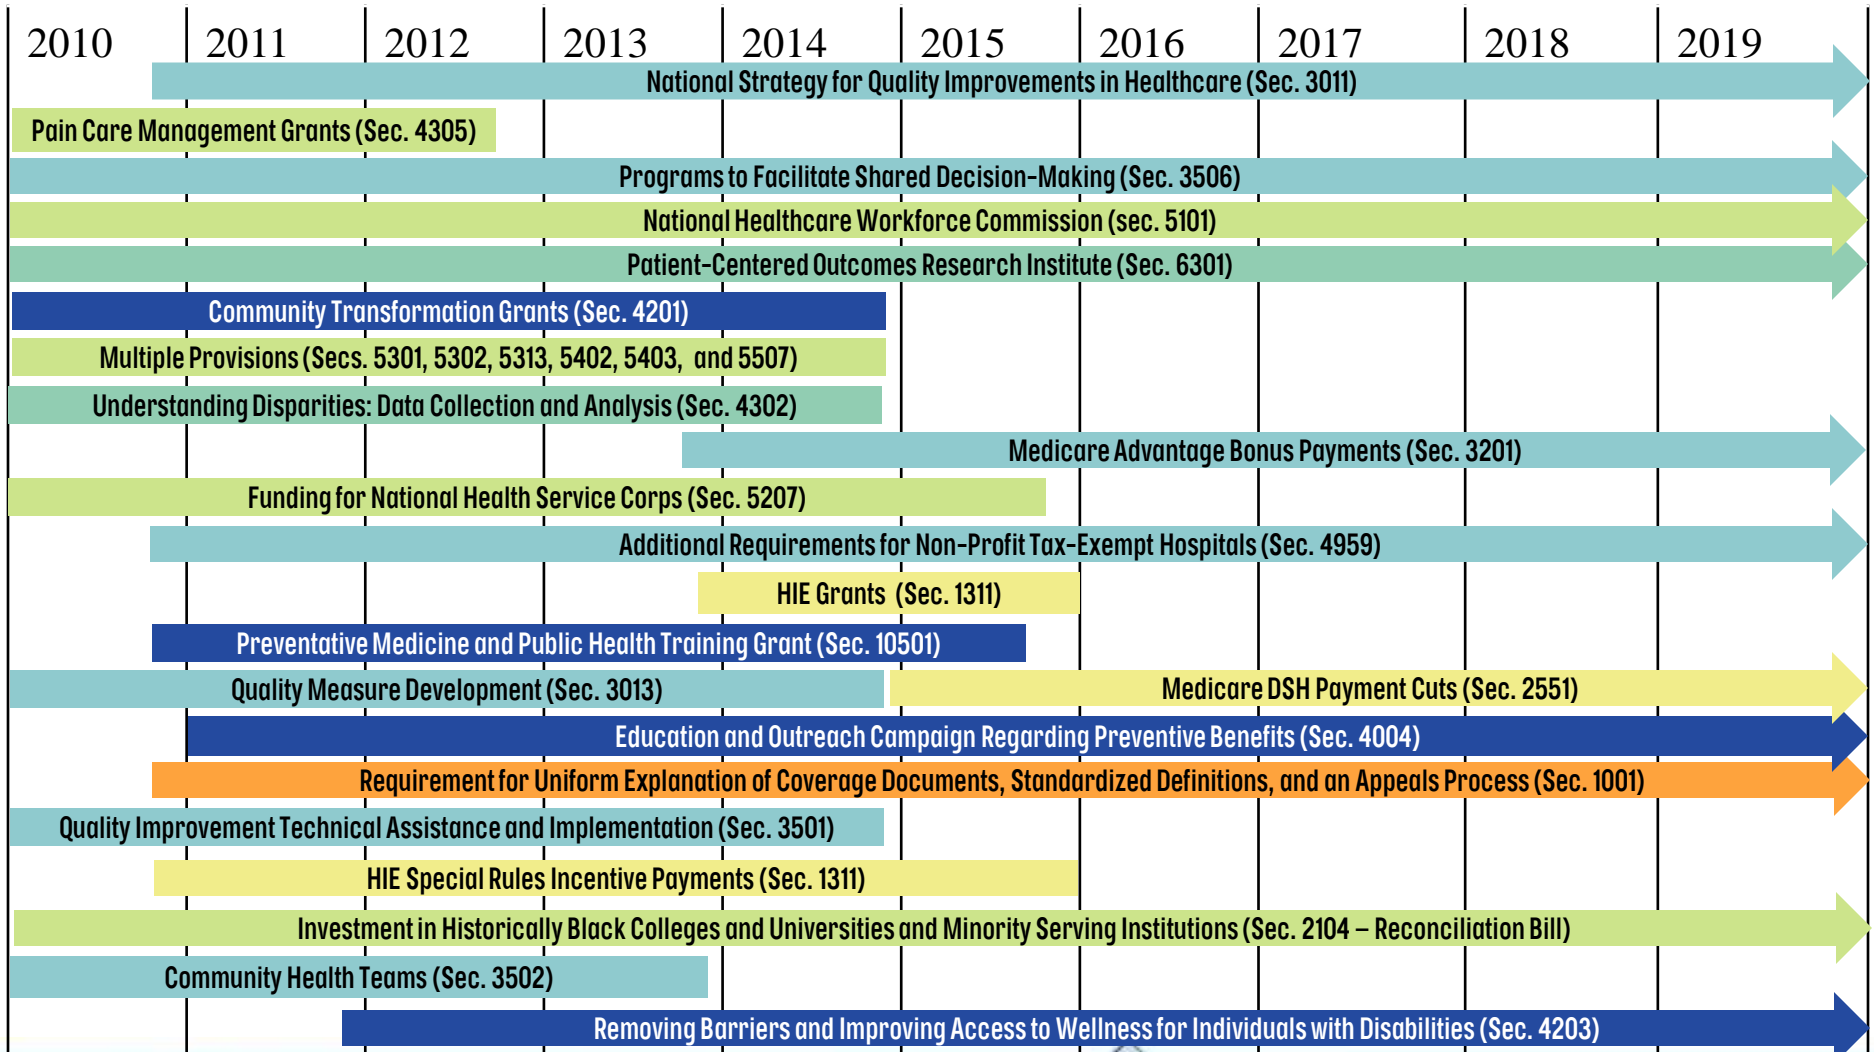 2010 2011 2012 2013 2014 2015 2016 2017 2018 2019
National Strategy for Quality Improvements in Healthcare (Sec. 3011)
Pain Care Management Grants (Sec. 4305)
Programs to Facilitate Shared Decision-Making (Sec. 3506)
National Healthcare Workforce Commission (sec. 5101)
Patient-Centered Outcomes Research Institute (Sec. 6301)
Community Transformation Grants (Sec. 4201)
Multiple Provisions (Secs. 5301, 5302, 5313, 5402, 5403, and 5507)
Understanding Disparities: Data Collection and Analysis (Sec. 4302)
Medicare Advantage Bonus Payments (Sec. 3201)
Funding for National Health Service Corps (Sec. 5207)
Additional Requirements for Non-Profit Tax-Exempt Hospitals (Sec. 4959)
HIE Grants (Sec. 1311)
Preventative Medicine and Public Health Training Grant (Sec. 10501)
Quality Measure Development (Sec. 3013) Medicare DSH Payment Cuts (Sec. 2551)
Education and Outreach Campaign Regarding Preventive Benefits (Sec. 4004)
Requirement for Uniform Explanation of Coverage Documents, Standardized Definitions, and an Appeals Process (Sec. 1001)
Quality Improvement Technical Assistance and Implementation (Sec. 3501)
HIE Special Rules Incentive Payments (Sec. 1311)
Investment in Historically Black Colleges and Universities and Minority Serving Institutions (Sec. 2104 – Reconciliation Bill)
Community Health Teams (Sec. 3502)
Removing Barriers and Improving Access to Wellness for Individuals with Disabilities (Sec. 4203)